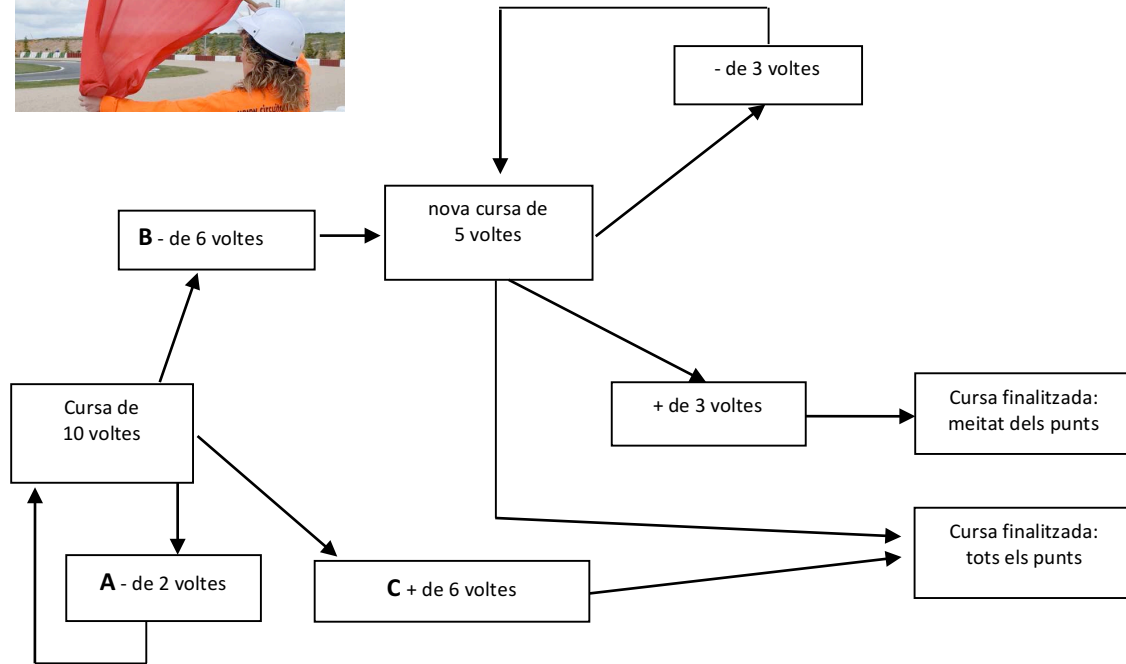 - de 3 voltes
nova cursa de
5 voltes
B - de 6 voltes
Cursa de
10 voltes
+ de 3 voltes
Cursa finalitzada:
meitat dels punts
Cursa finalitzada:
tots els punts
A - de 2 voltes
C + de 6 voltes